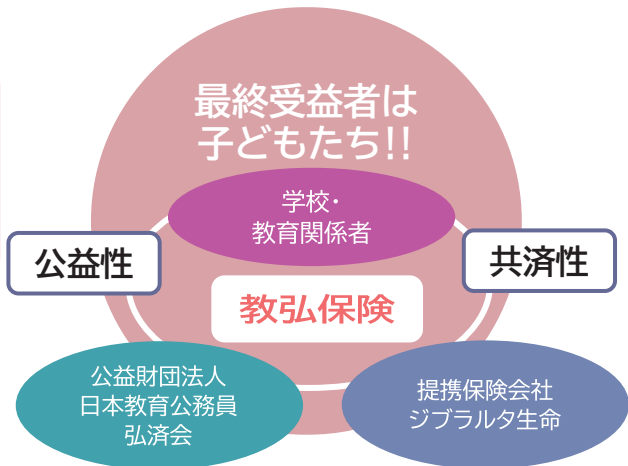 最終受益者は
子どもたち!!
学校・
教育関係者
公益性
共済性
教弘保険
公益財団法人
日本教育公務員
弘済会
提携保険会社
ジブラルタ生命